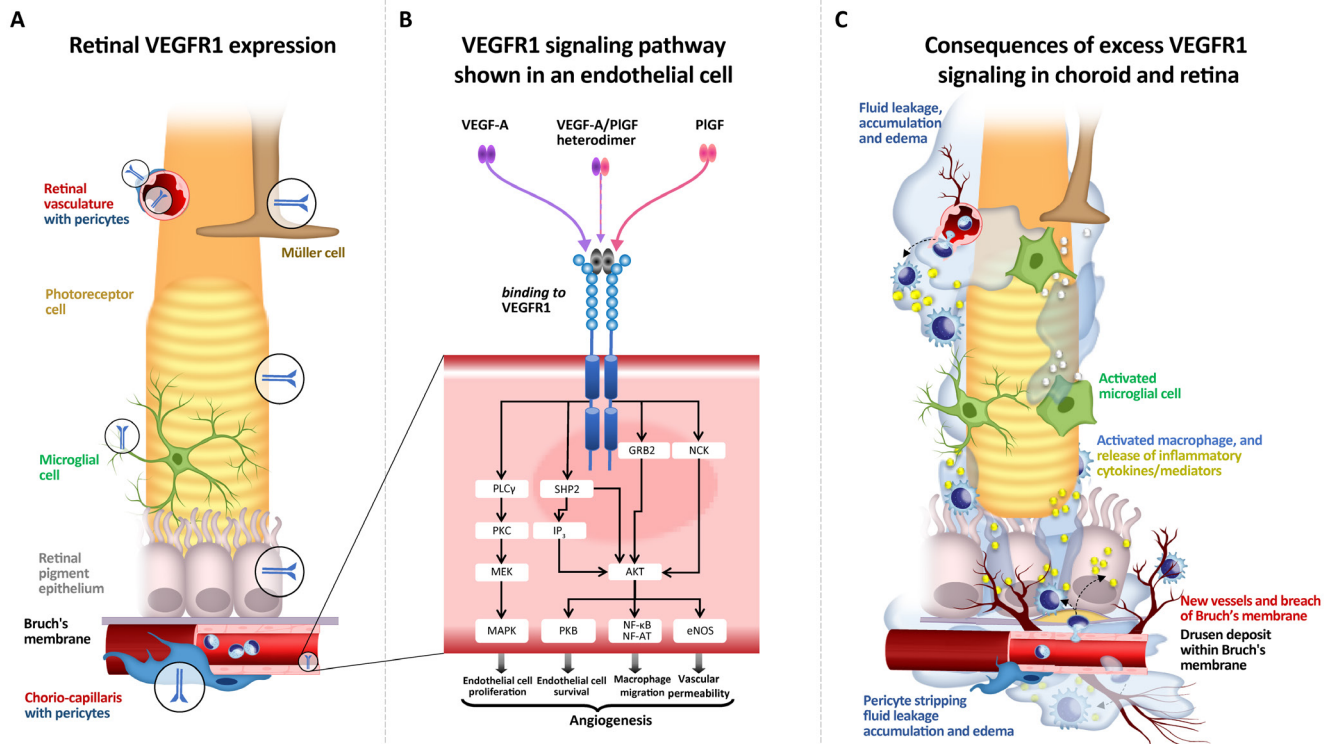 A
Retinal VEGFR1 expression
Retinal
vasculature
with pericytes
Müller cell
Photoreceptor
cell
Microglial
cell
Retinal
pigment
epithelium
Bruch's
membrane
Chorio-capillaris
with pericytes
B
VEGFR1 signaling pathway
shown in an endothelial cell
VEGF-A
VEGF-A/PlGF
heterodimer
PlGF
binding to
VEGFR1
GRB2
NCK
PLCγ
SHP2
PKC
IP3
MEK
AKT
MAPK
PKB
NF-κB
NF-AT
eNOS
Endothelial cell
proliferation
Endothelial cell
survival
Macrophage
migration
Vascular
permeability
Angiogenesis
C
Consequences of excess VEGFR1
signaling in choroid and retina
Fluid leakage,
accumulation
and edema
Activated
microglial cell
Activated macrophage, and
release of inflammatory
cytokines/mediators
New vessels and breach
of Bruch's membrane
Drusen deposit
within Bruch's
membrane
Pericyte stripping
fluid leakage
accumulation and edema